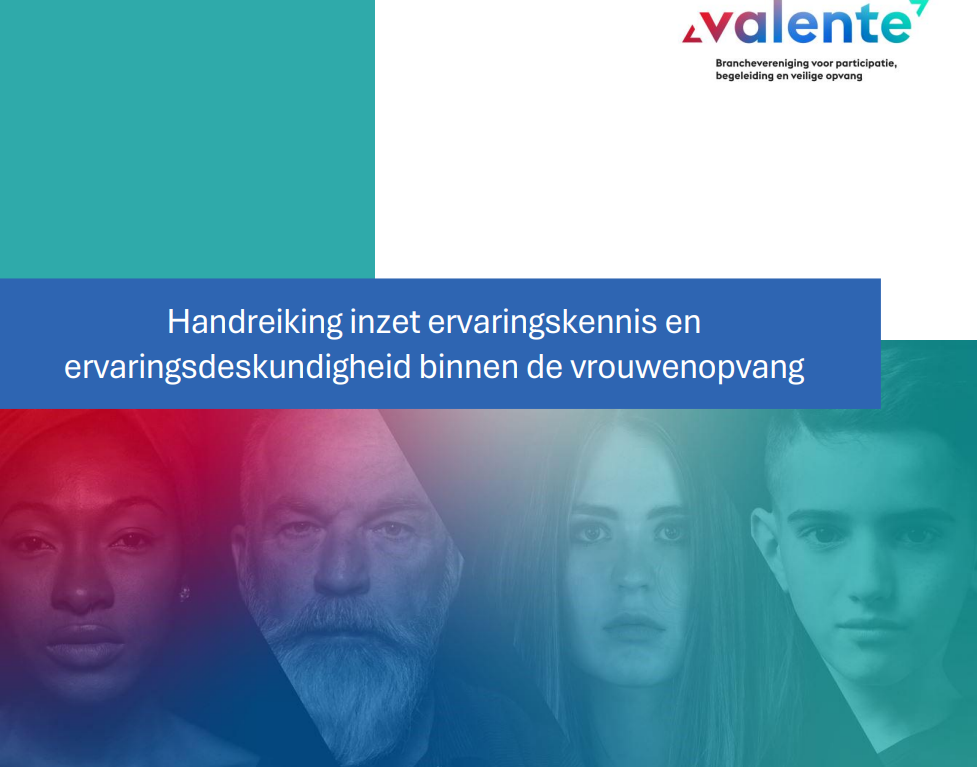 valente
Branchevereniging voor participatie,
begeleiding en veilige opvang
Handreiking inzet ervaringskennis en
ervaringsdeskundigheid binnen de vrouwenopvang